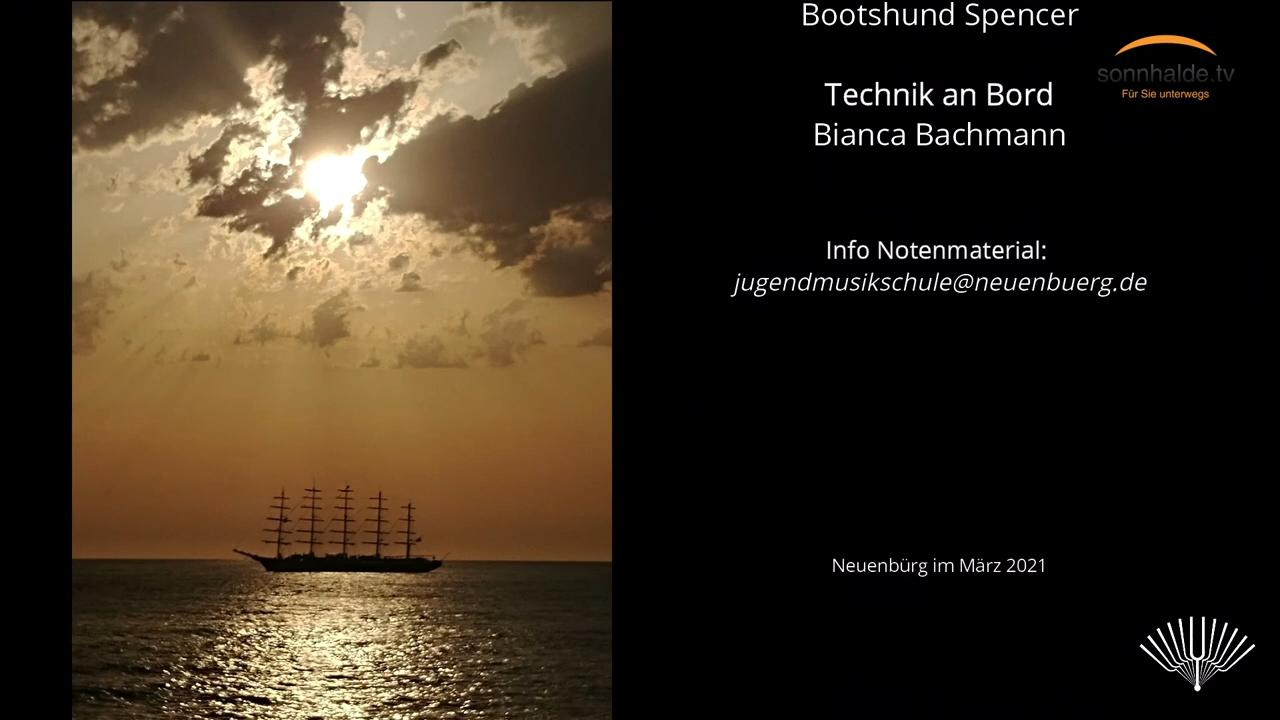 Bootshund Spencer
sonnhalde.tv
Für Sie unterwegs
Technik an Bord
Bianca Bachmann
Info Notenmaterial:
jugendmusikschule@neuenbuerg.de
Neuenbürg im März 2021